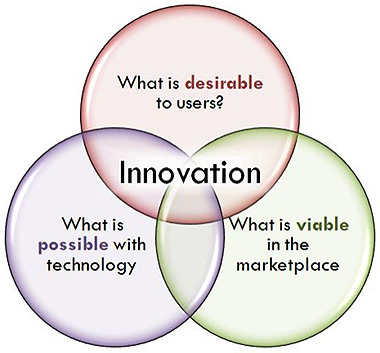 What is desirable
to users?
Innovation
What is
possible with
technology
What is viable
in the
marketplace